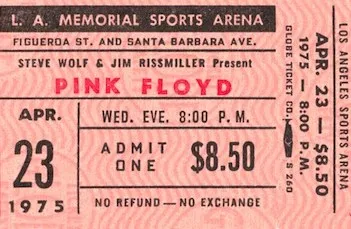 L. A. MEMORIAL SPORTS ARENA
FIGUEROA ST. AND SANTA BARBARA AVE.
STEVE WOLF & JIM RISSMILLER Present
PINK FLOYD
APR.
23
1975
WED. EVE. 8:00 P. M.
ADMIT
ONE
$8.50
NO REFUND — NO EXCHANGE
GLOBE TICKET CO. S 260
APR. 23 — $8.50
1975 — 8:00 P.M.
LOS ANGELES SPORTS ARENA